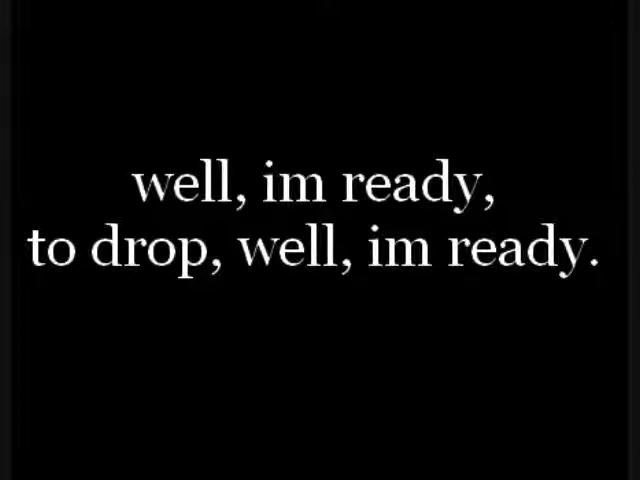 well, im ready,
to drop, well, im ready.